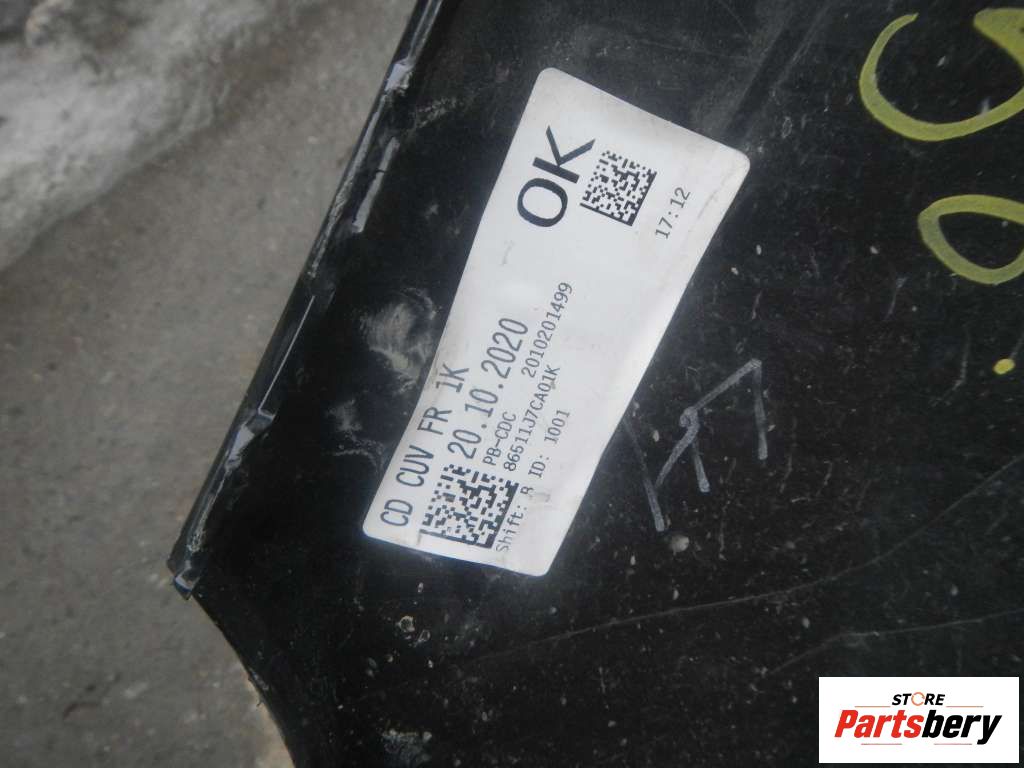 OK
17:12
CD CUV FR 1K
20.10.2020
PB-CDC 2010201499
86511J7CA01K
Shift: B ID: 1001
STORE
Partsbery